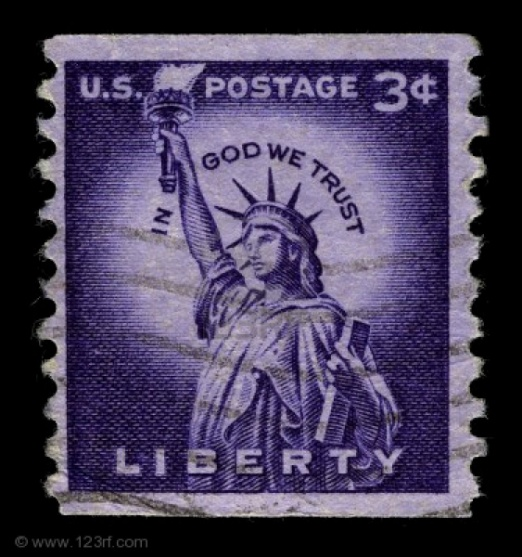 U.S. POSTAGE 3¢
IN GOD WE TRUST
LIBERTY
© www.123rf.com